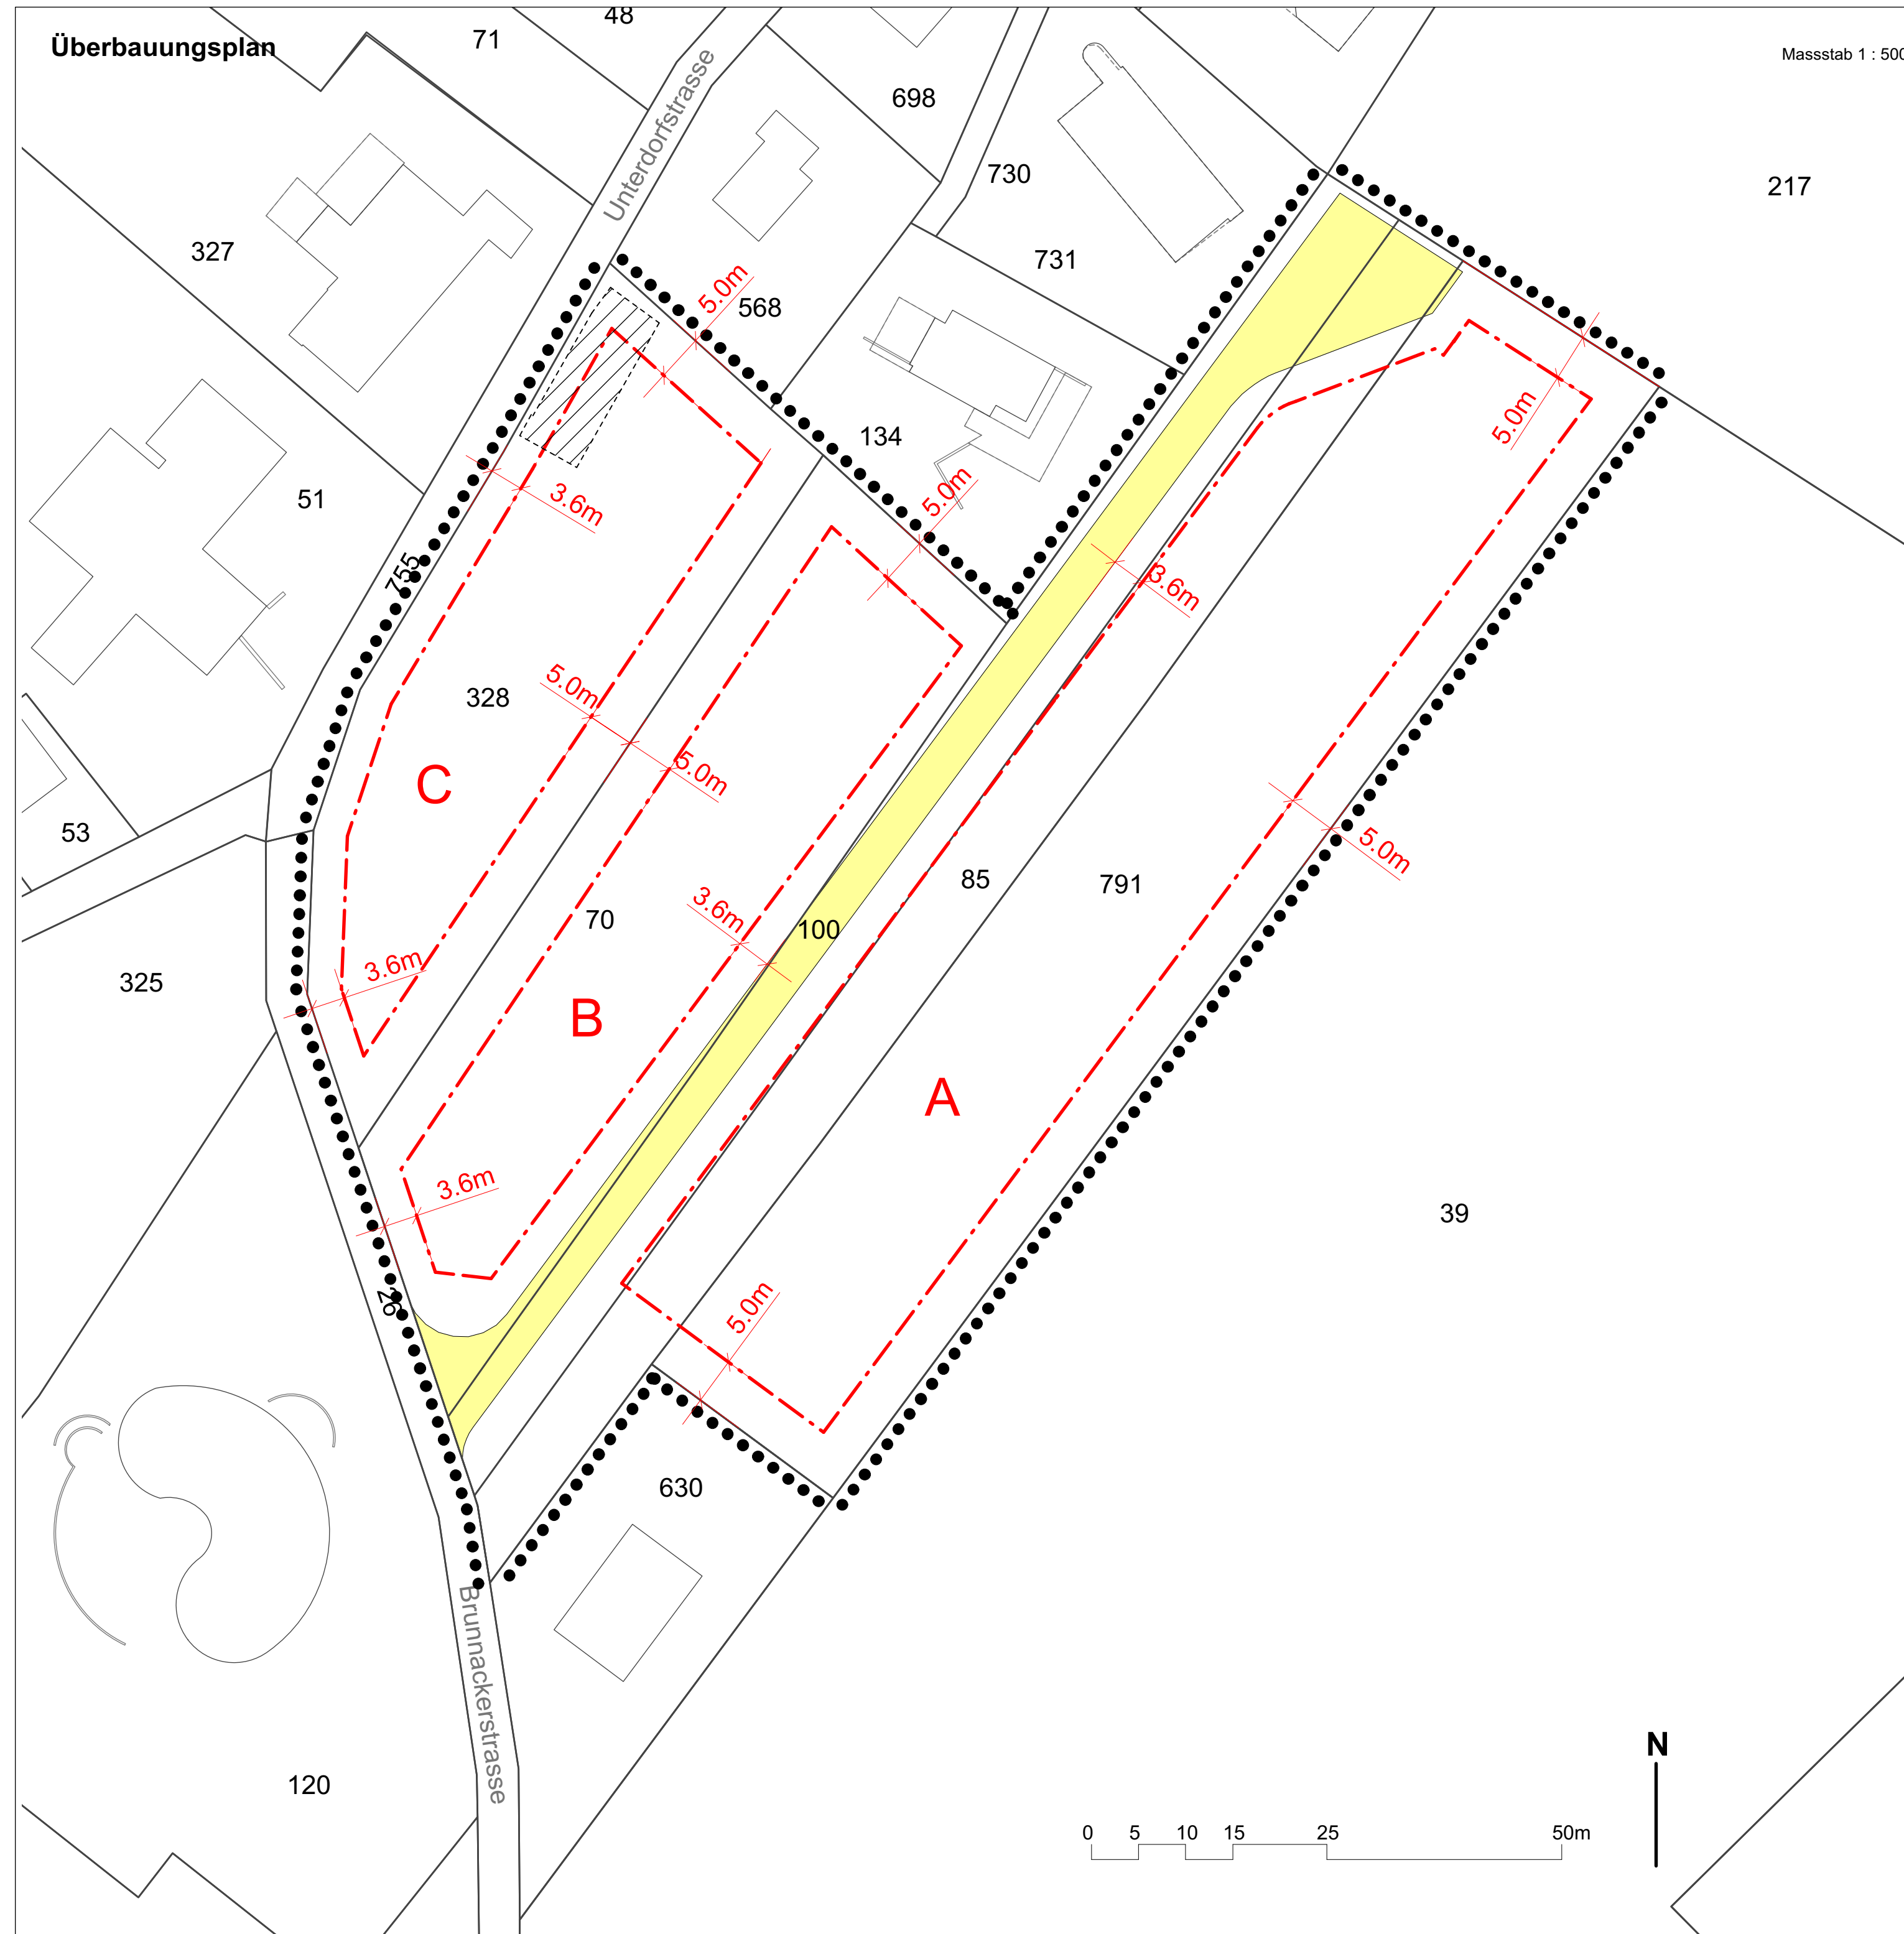 48
71
Überbauungsplan
Massstab 1 : 500
698
Unterdorfstrasse
730
217
327
731
5.0m
568
5.0m
134
51
5.0m
3.6m
755
3.6m
328
5.0m
5.0m
C
53
5.0m
85
791
70
3.6m
100
325
3.6m
B
A
3.6m
39
26
5.0m
630
Brunnackerstrasse
N
120
0 5 10 15 25 50m